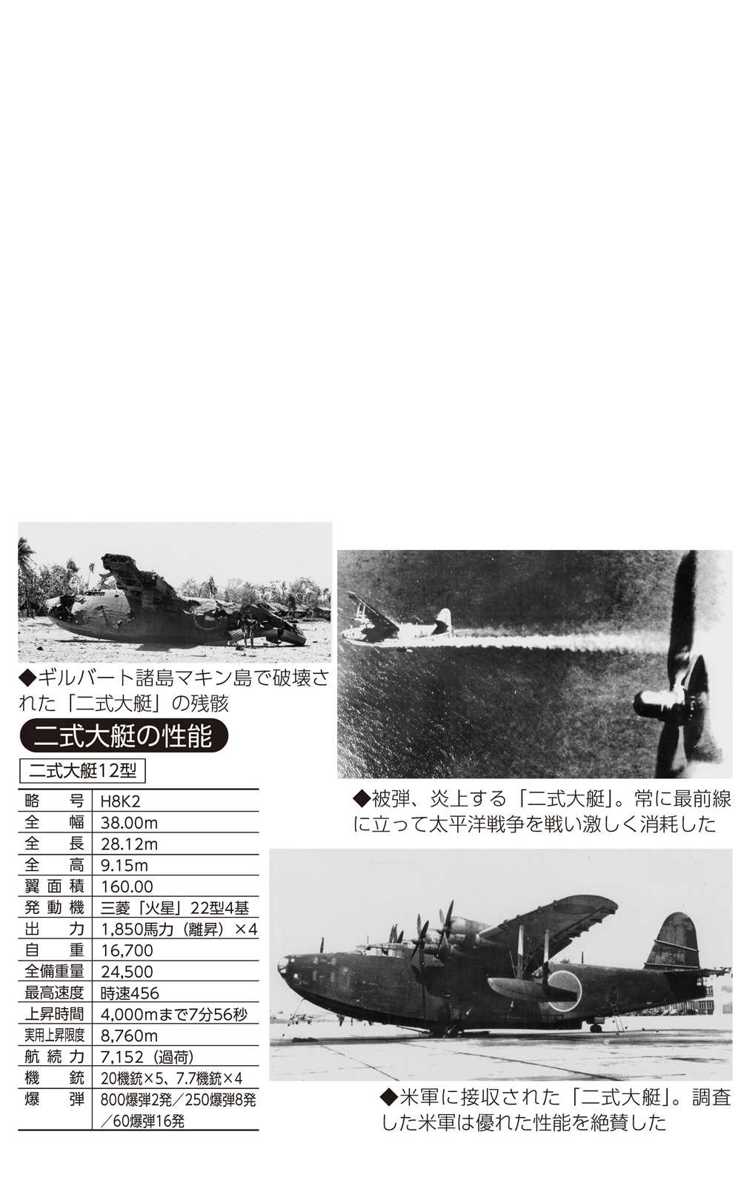 ◆ギルバート諸島マキン島で破壊さ
れた「二式大艇」の残骸
二式大艇の性能
二式大艇12型
略号 H8K2
全幅 38.00m
全長 28.12m
全高 9.15m
翼面積 160.00
発動機 三菱「火星」22型4基
出力 1,850馬力（離昇）×4
自重 16,700
全備重量 24,500
最高速度 時速456
上昇時間 4,000mまで7分56秒
実用上昇限度 8,760m
航続力 7,152（過荷）
機銃 20機銃×5、7.7機銃×4
爆弾 800爆弾2発／250爆弾8発
／60爆弾16発
◆被弾、炎上する「二式大艇」。常に最前線
に立って太平洋戦争を戦い激しく消耗した
◆米軍に接収された「二式大艇」。調査
した米軍は優れた性能を絶賛した